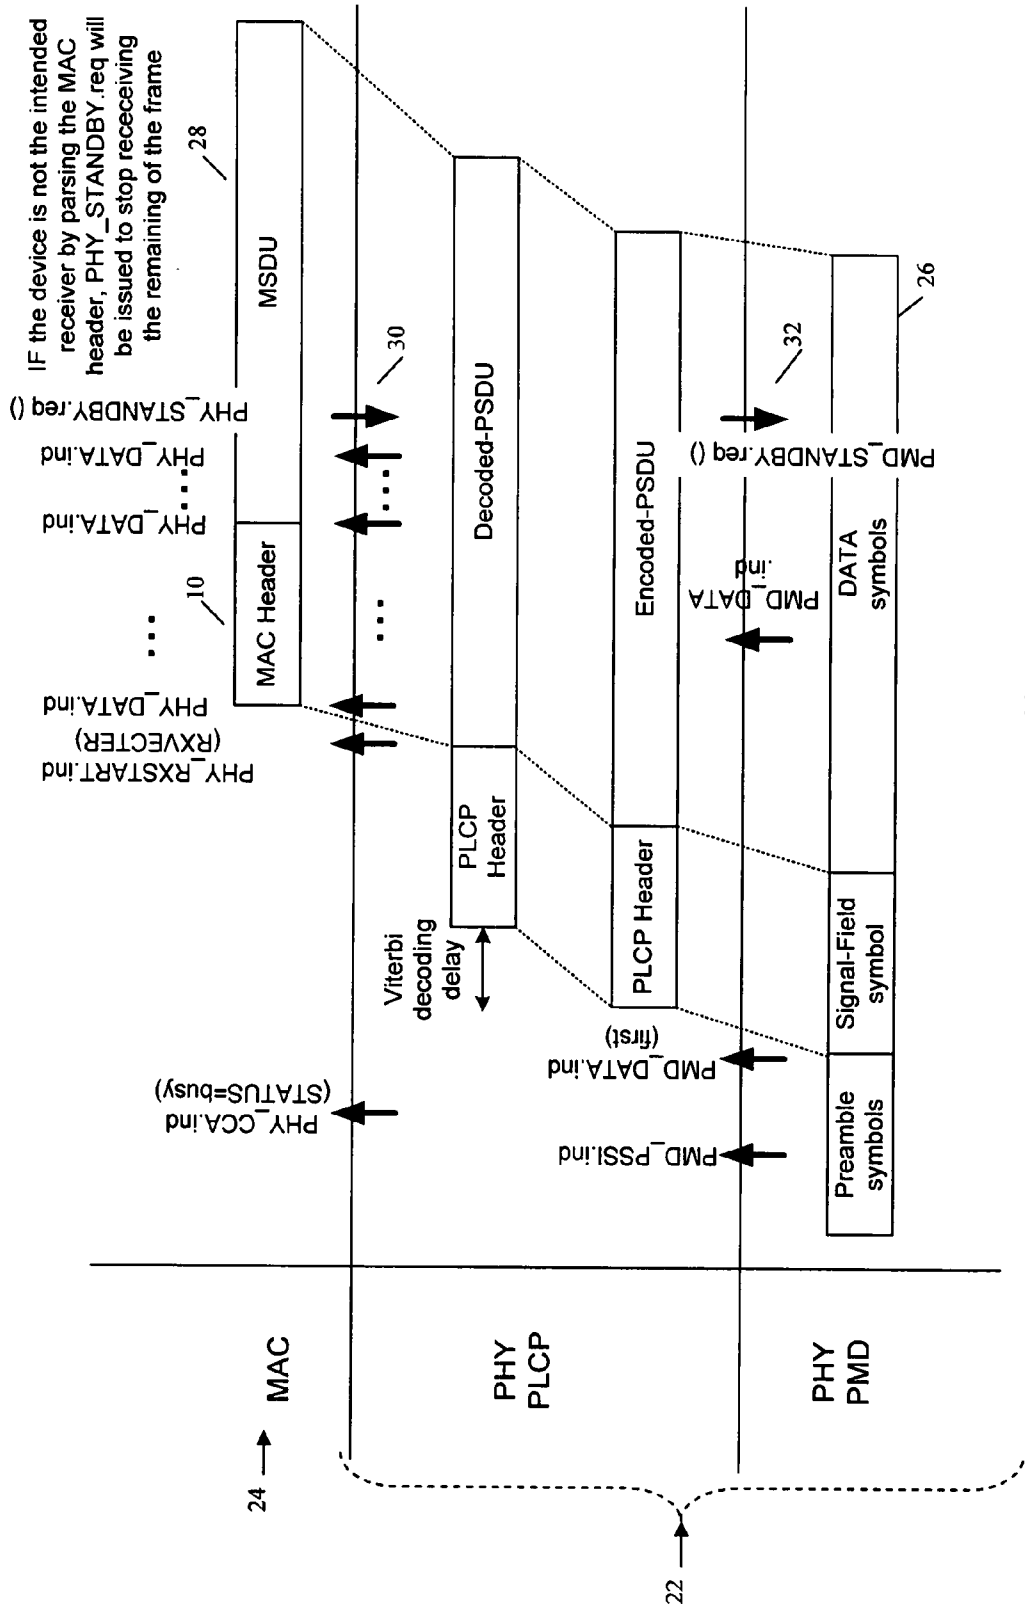 IF the device is not the intended
receiver by parsing the MAC
header, PHY_STANDBY.req will
be issued to stop rececеiving
the remaining of the frame
24
MAC
PHY_CCA.ind
(STATUS=busy)
PHY_RXSTART.ind
(RXVECTER)
PHY_DATA.ind
...
PHY_DATA.ind
...
PHY_DATA.ind
PHY_STANDBY.req ()
10
MAC Header
MSDU
28
...
...
30
22
PHY
PLCP
Viterbi
decoding
delay
PLCP
Header
Decoded-PSDU
PLCP Header
Encoded-PSDU
PMD_PSSI.ind
PMD_DATA.ind
(first)
PMD_DATA
.ind
PMD_STANDBY.req ()
32
PHY
PMD
Preamble
symbols
Signal-Field
symbol
DATA
symbols
26